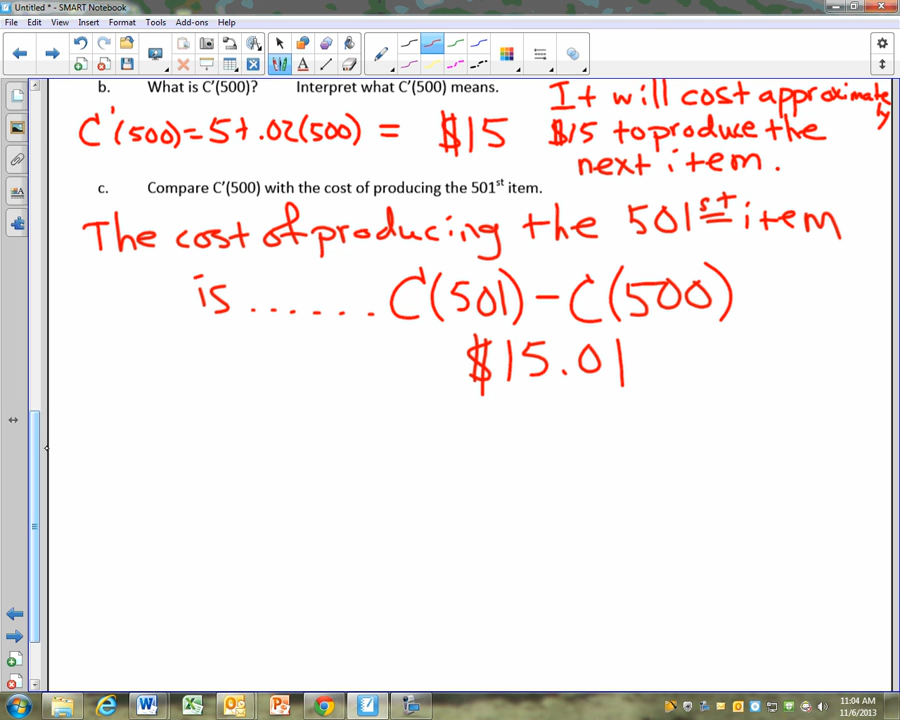 Untitled * - SMART Notebook
File Edit View Insert Format Tools Add-ons Help
b. What is C'(500)? Interpret what C'(500) means.
It will cost approximately
C'(500) = 5+.02(500) = $15
$15 to produce the
next item.
c. Compare C'(500) with the cost of producing the 501st item.
The cost of producing the 501st item
is ...... C(501) - C(500)
$15.01
11:04 AM
11/6/2013